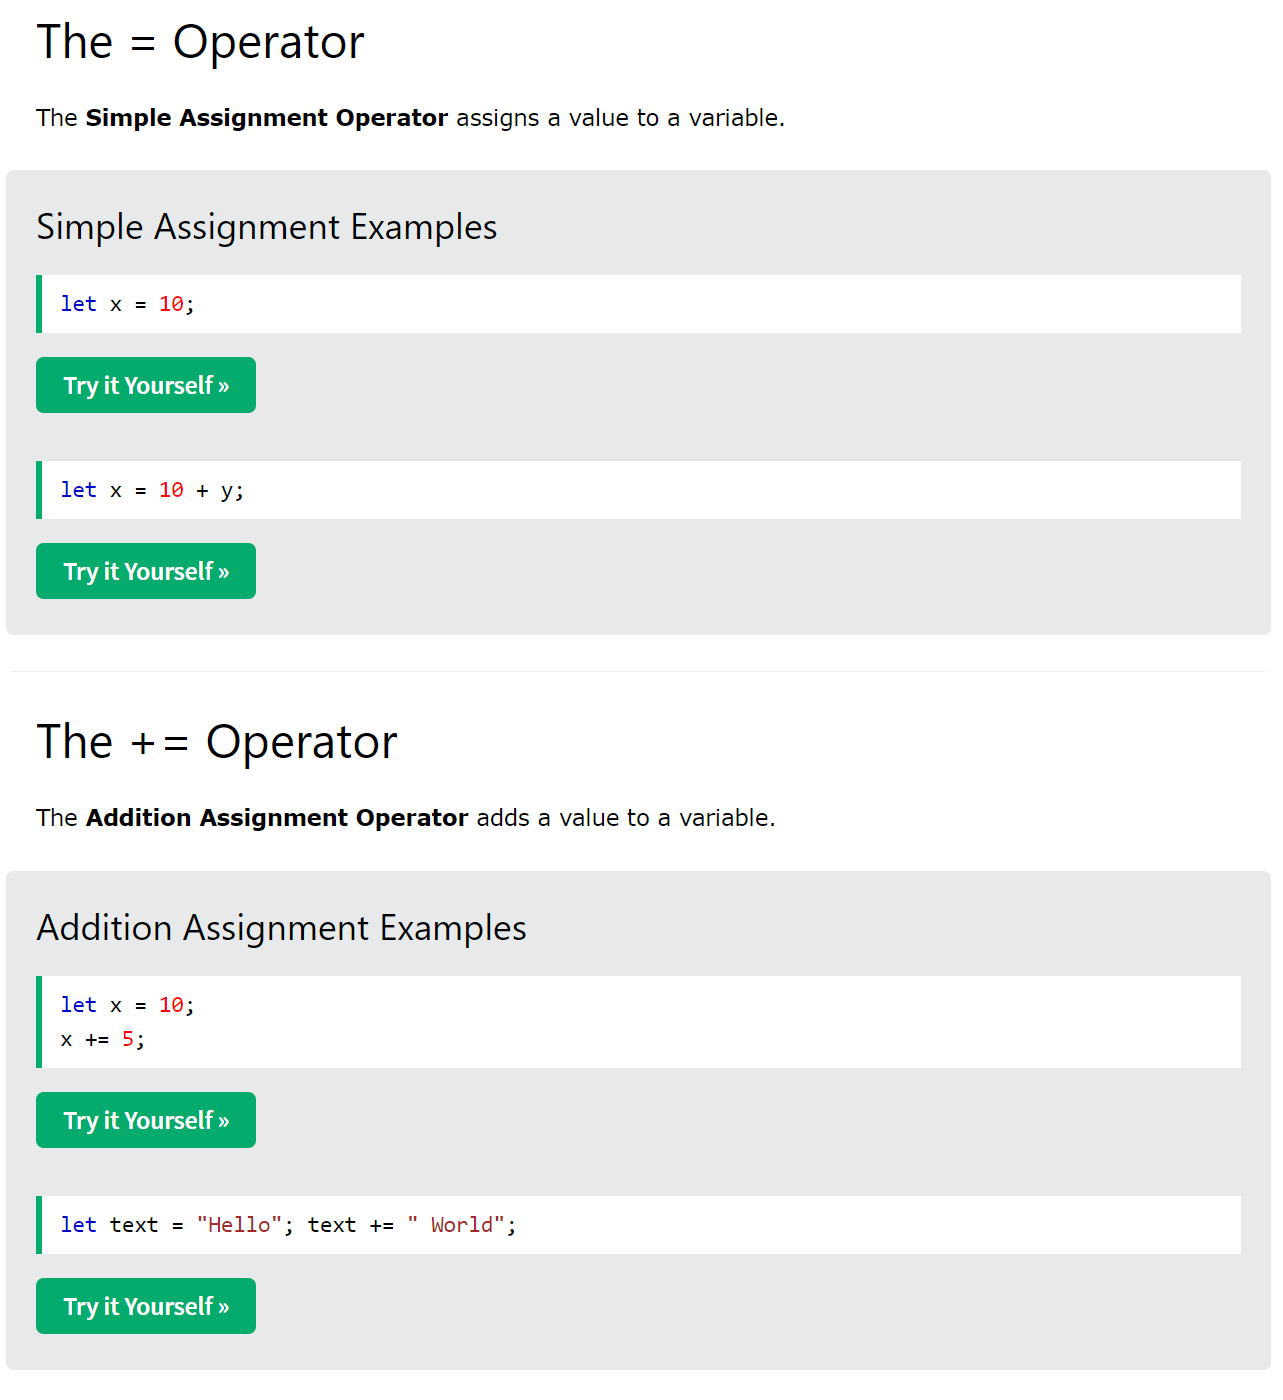 The = Operator
The Simple Assignment Operator assigns a value to a variable.
Simple Assignment Examples
let x = 10;
Try it Yourself »
let x = 10 + y;
Try it Yourself »
The += Operator
The Addition Assignment Operator adds a value to a variable.
Addition Assignment Examples
let x = 10;
x += 5;
Try it Yourself »
let text = "Hello"; text += " World";
Try it Yourself »